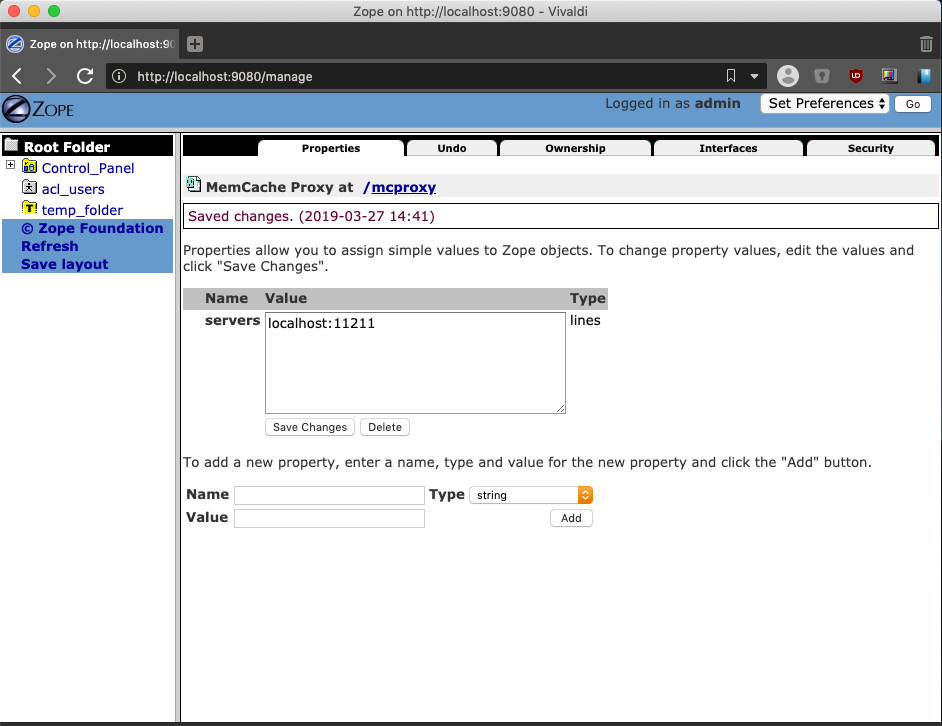 Zope on http://localhost:9080 - Vivaldi
Zope on http://localhost:90
http://localhost:9080/manage
UD
ZOPE
Logged in as admin
Set Preferences
Go
Root Folder
Control_Panel
acl_users
temp_folder
© Zope Foundation
Refresh
Save layout
Properties
Undo
Ownership
Interfaces
Security
MemCache Proxy at /mcproxy
Saved changes. (2019-03-27 14:41)
Properties allow you to assign simple values to Zope objects. To change property values, edit the values and
click "Save Changes".
Name Value Type
servers localhost:11211 lines
Save Changes Delete
To add a new property, enter a name, type and value for the new property and click the "Add" button.
Name Type string
Value Add